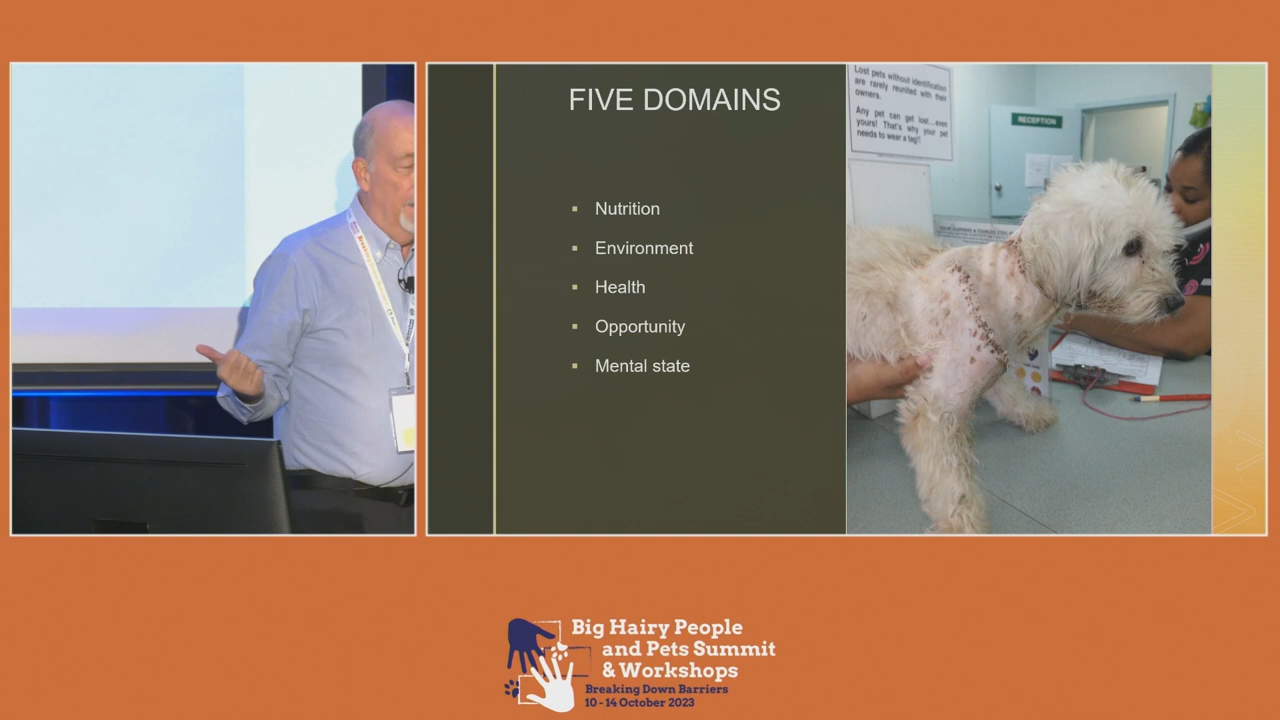 FIVE DOMAINS
Nutrition
Environment
Health
Opportunity
Mental state
Lost pets without identification
are rarely reunited with their
owners.
Any pet can get lost...even
yours! That's why your pet
needs to wear a tag!!
RECEPTION
Big Hairy People
and Pets Summit
& Workshops
Breaking Down Barriers
10 - 14 October 2023